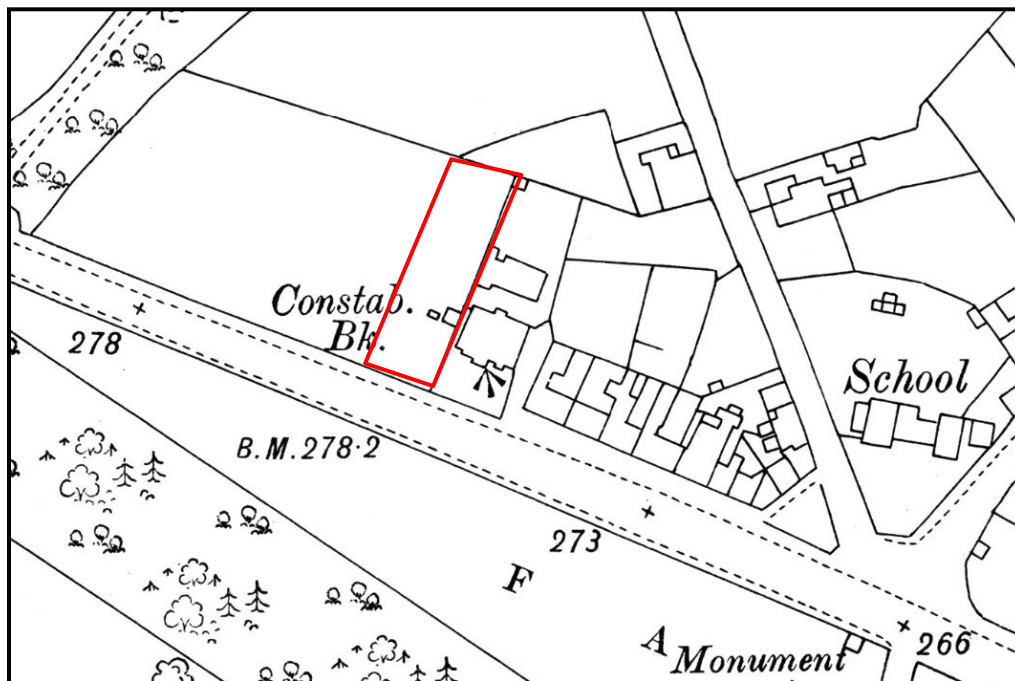 Constab.
Bk.
278
School
B.M.278·2
273
F
A
Monument
266